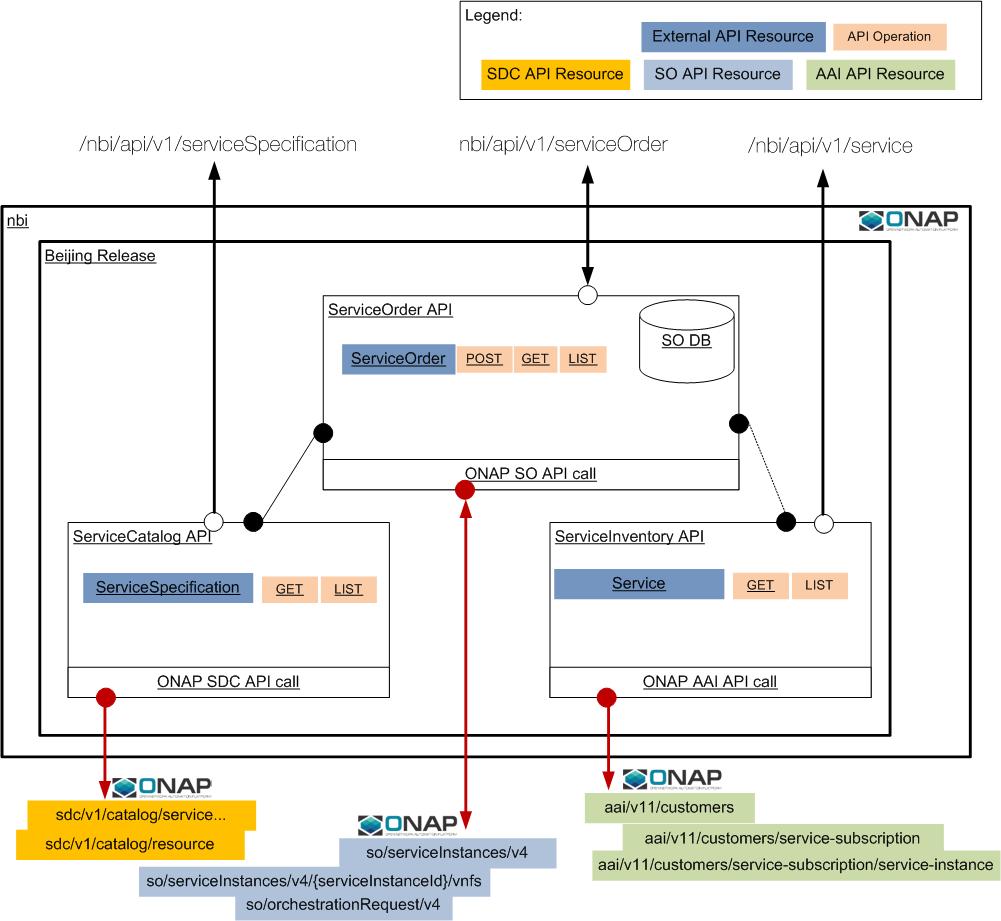 Legend:
External API Resource
API Operation
SDC API Resource
SO API Resource
AAI API Resource
/nbi/api/v1/serviceSpecification
nbi/api/v1/serviceOrder
/nbi/api/v1/service
nbi
ONAP
Beijing Release
ServiceOrder API
SO DB
ServiceOrder
POST
GET
LIST
ONAP SO API call
ServiceCatalog API
ServiceInventory API
ServiceSpecification
GET
LIST
Service
GET
LIST
ONAP SDC API call
ONAP AAI API call
ONAP
sdc/v1/catalog/service...
sdc/v1/catalog/resource
ONAP
so/serviceInstances/v4
so/serviceInstances/v4/{serviceInstanceId}/vnfs
so/orchestrationRequest/v4
ONAP
aai/v11/customers
aai/v11/customers/service-subscription
aai/v11/customers/service-subscription/service-instance